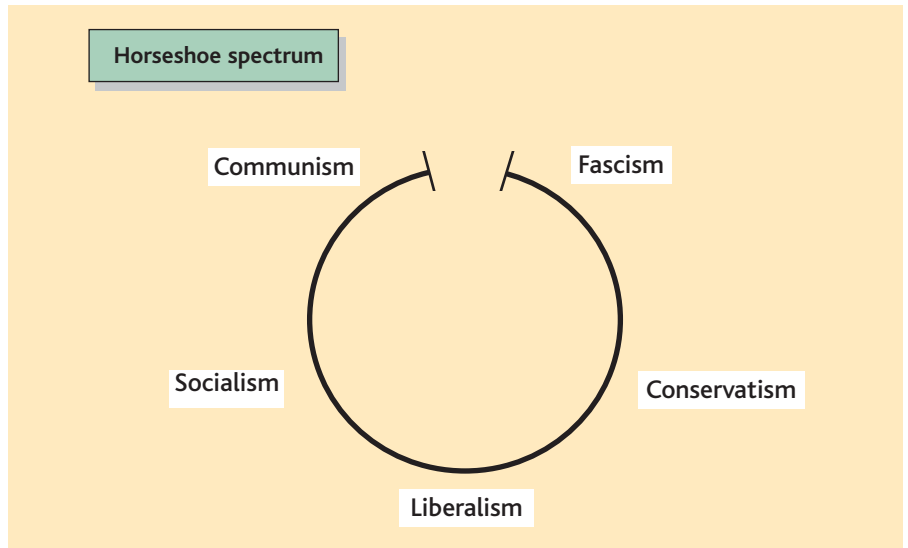 Horseshoe spectrum
Communism
Fascism
Socialism
Conservatism
Liberalism